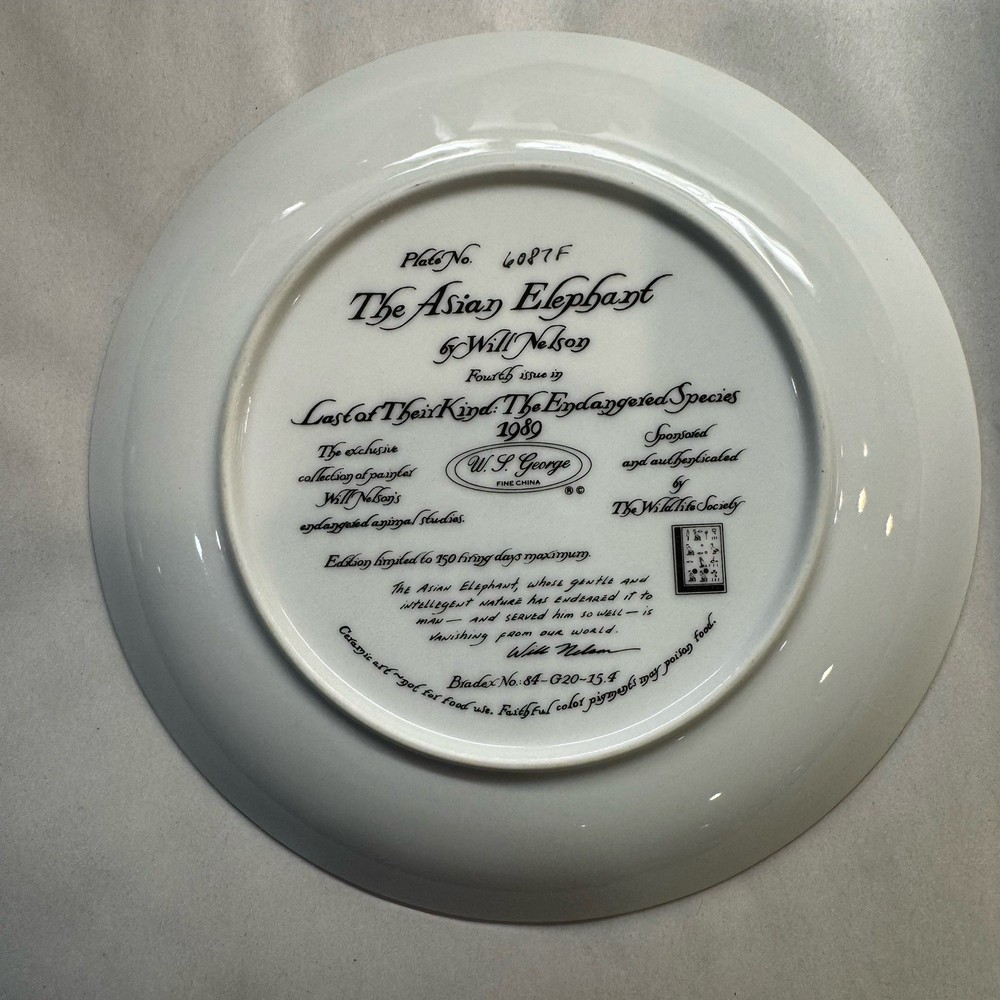 Plate No. 6087F
The Asian Elephant
by Will Nelson
Fourth issue in
Last of Their Kind: The Endangered Species
1989
The exclusive
collection of painter
Will Nelson's
endangered animal studies.
W. S. George
FINE CHINA
® ©
Sponsored
and authenticated
by
The Wildlife Society
Edition limited to 150 firing days maximum.
The Asian Elephant, whose gentle and
intellegent nature has endeared it to
man — and served him so well — is
vanishing from our world.
Will Nelson
Bradex No.: 84-G20-15.4
Ceramic art~not for food use. Faithful color pigments may poison food.